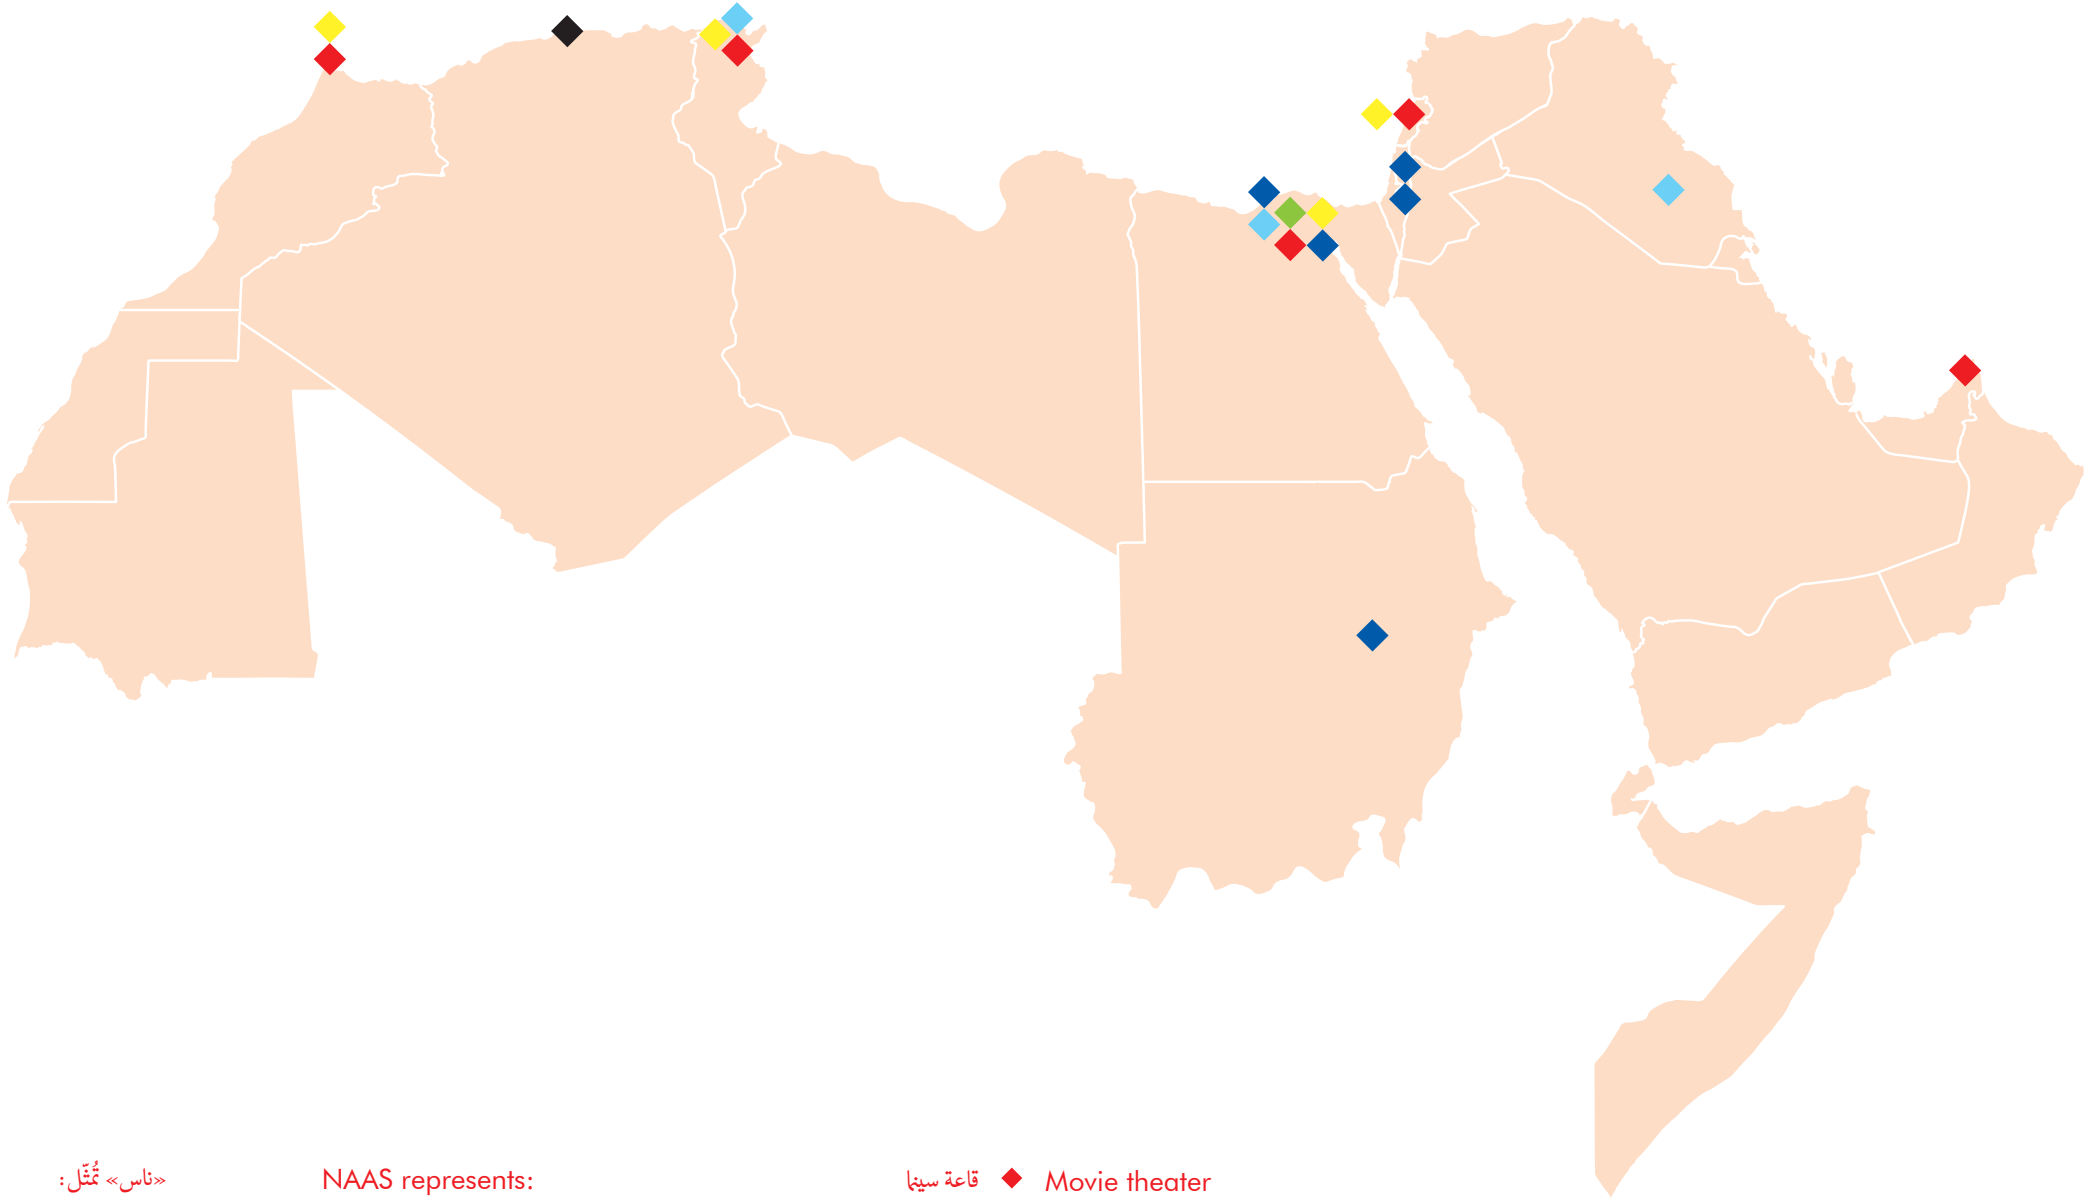 «ناس» تُمثّل:
NAAS represents:
قاعة سينما
Movie theater